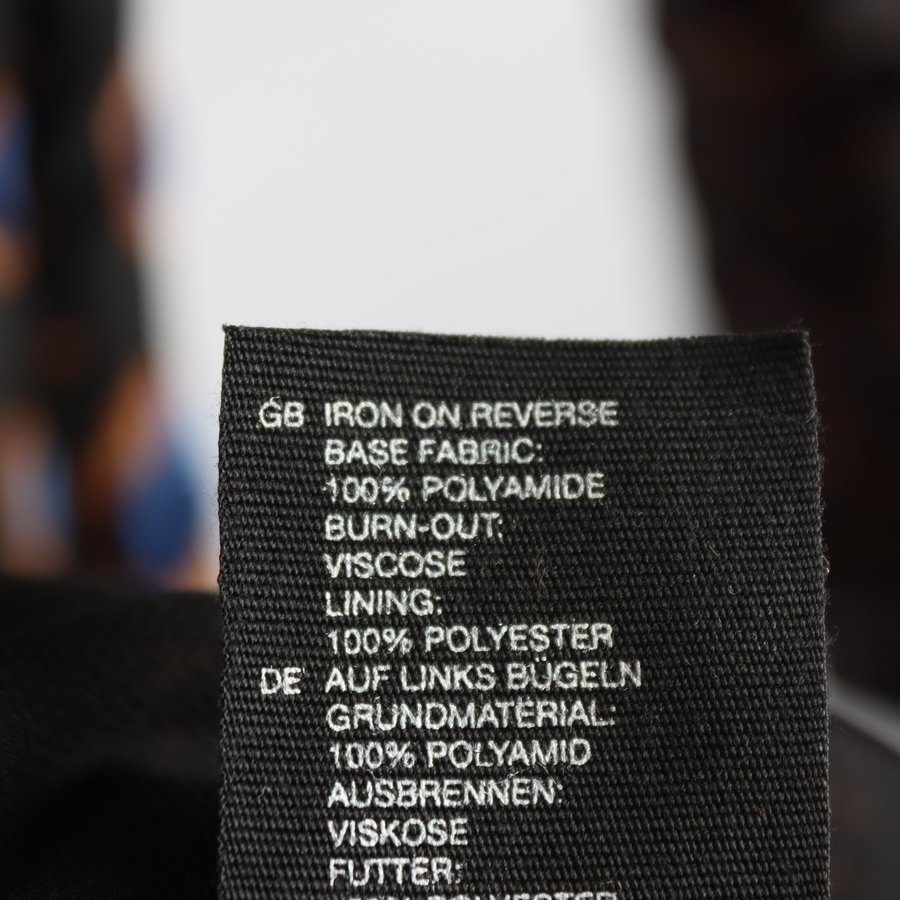 GB IRON ON REVERSE
BASE FABRIC:
100% POLYAMIDE
BURN-OUT:
VISCOSE
LINING:
100% POLYESTER
DE AUF LINKS BÜGELN
GRUNDMATERIAL:
100% POLYAMID
AUSBRENNEN:
VISKOSE
FUTTER:
POLYESTER